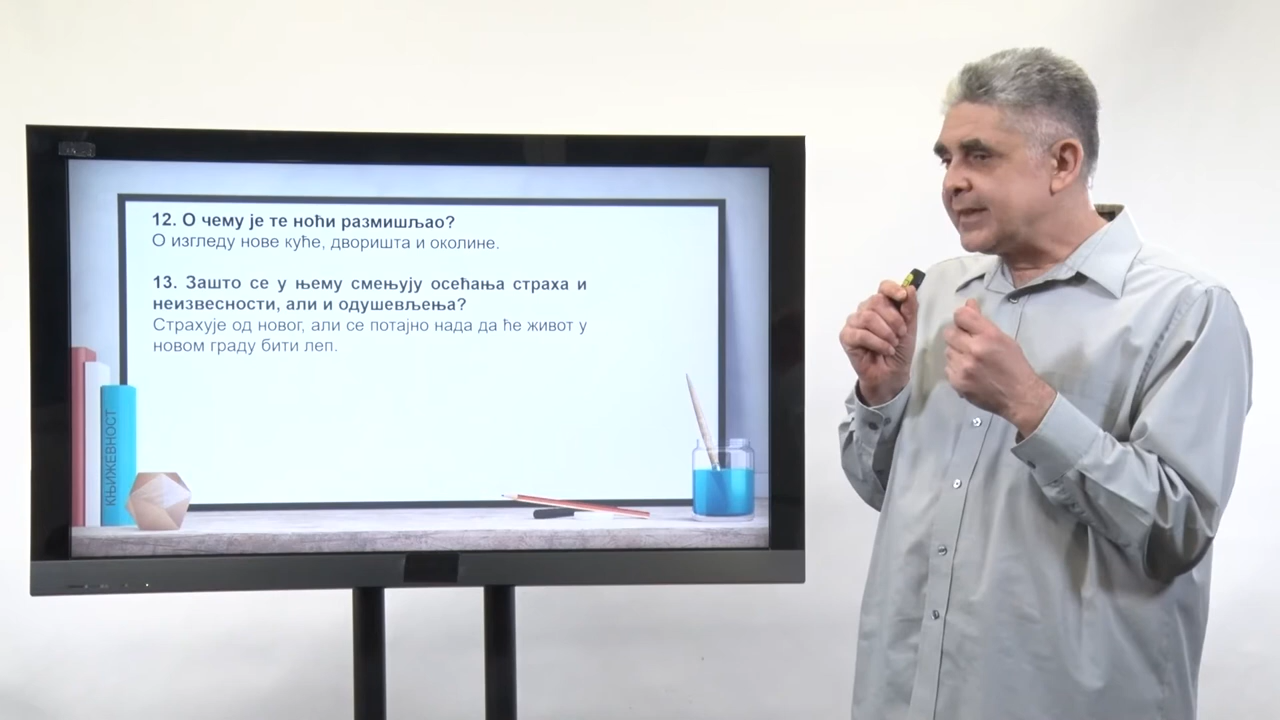 12. О чему је те ноћи размишљао?
О изгледу нове куће, дворишта и околине.
13. Зашто се у њему смењују осећања страха и
неизвесности, али и одушевљења?
Страхује од новог, али се потајно нада да ће живот у
новом граду бити леп.
КЊИЖЕВНОСТ